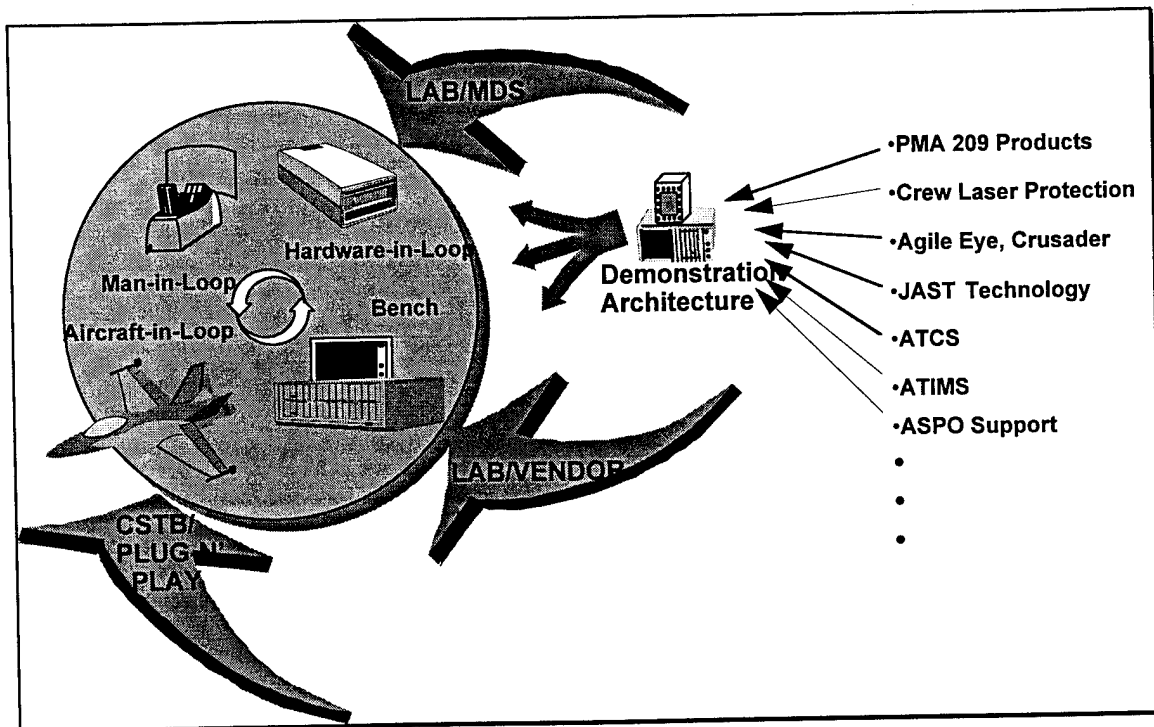 LAB/MDS
Hardware-in-Loop
Man-in-Loop
Bench
Aircraft-in-Loop
LAB/VENDOR
CSTB/
PLUG-N'
PLAY
Demonstration
Architecture
•PMA 209 Products
•Crew Laser Protection
•Agile Eye, Crusader
•JAST Technology
•ATCS
•ATIMS
•ASPO Support
•
•
•